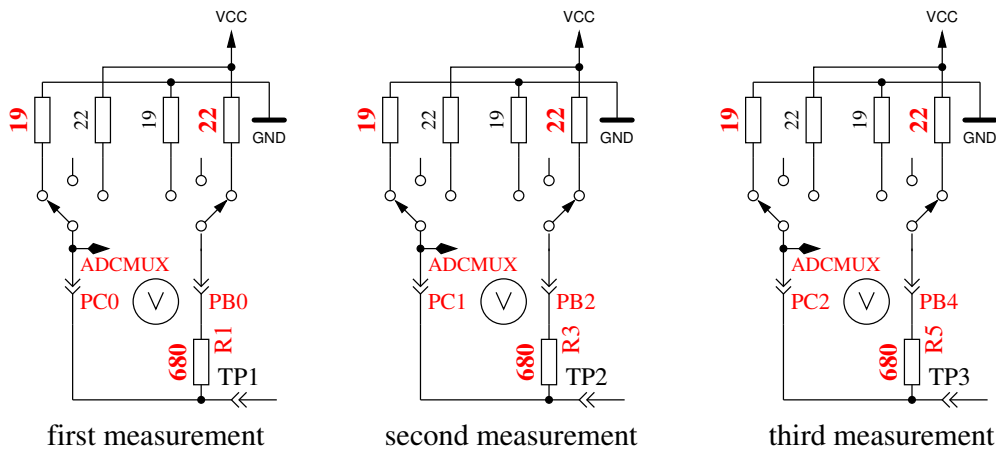 VCC
19
22
19
22
GND
ADCMUX
PC0
V
PB0
680
R1
TP1
first measurement
VCC
19
22
19
22
GND
ADCMUX
PC1
V
PB2
680
R3
TP2
second measurement
VCC
19
22
19
22
GND
ADCMUX
PC2
V
PB4
680
R5
TP3
third measurement